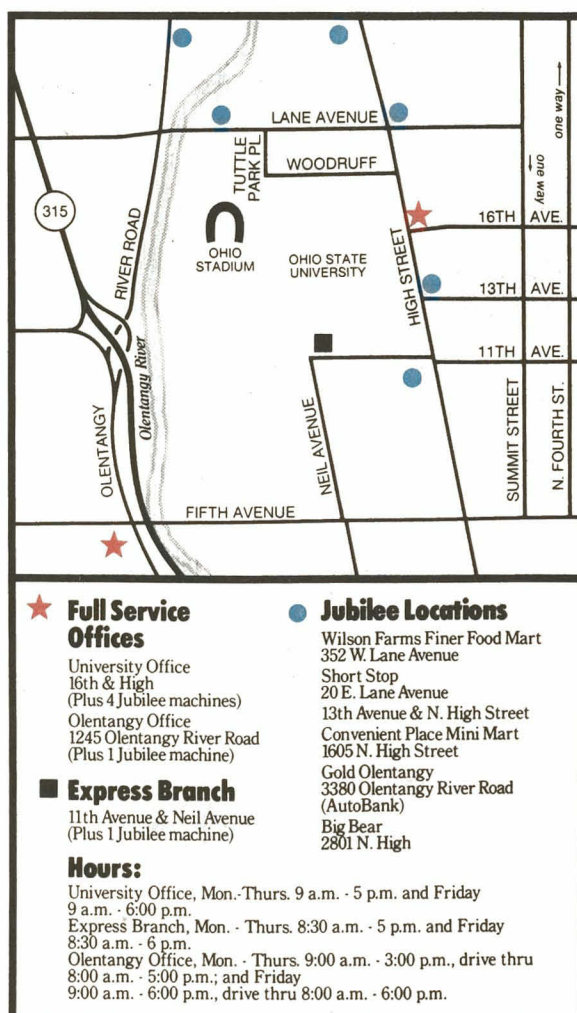 LANE AVENUE
WOODRUFF
TUTTLE
PARK PL
one way
one way
315
RIVER ROAD
OHIO
STADIUM
OHIO STATE
UNIVERSITY
HIGH STREET
16TH AVE.
13TH AVE.
11TH AVE.
Olentangy River
OLENTANGY
NEIL AVENUE
SUMMIT STREET
N. FOURTH ST.
FIFTH AVENUE
Full Service
Offices
University Office
16th & High
(Plus 4 Jubilee machines)
Olentangy Office
1245 Olentangy River Road
(Plus 1 Jubilee machine)
Express Branch
11th Avenue & Neil Avenue
(Plus 1 Jubilee machine)
Jubilee Locations
Wilson Farms Finer Food Mart
352 W. Lane Avenue
Short Stop
20 E. Lane Avenue
13th Avenue & N. High Street
Convenient Place Mini Mart
1605 N. High Street
Gold Olentangy
3380 Olentangy River Road
(AutoBank)
Big Bear
2801 N. High
Hours:
University Office, Mon.-Thurs. 9 a.m. - 5 p.m. and Friday
9 a.m. - 6:00 p.m.
Express Branch, Mon. - Thurs. 8:30 a.m. - 5 p.m. and Friday
8:30 a.m. - 6 p.m.
Olentangy Office, Mon. - Thurs. 9:00 a.m. - 3:00 p.m., drive thru
8:00 a.m. - 5:00 p.m.; and Friday
9:00 a.m. - 6:00 p.m., drive thru 8:00 a.m. - 6:00 p.m.